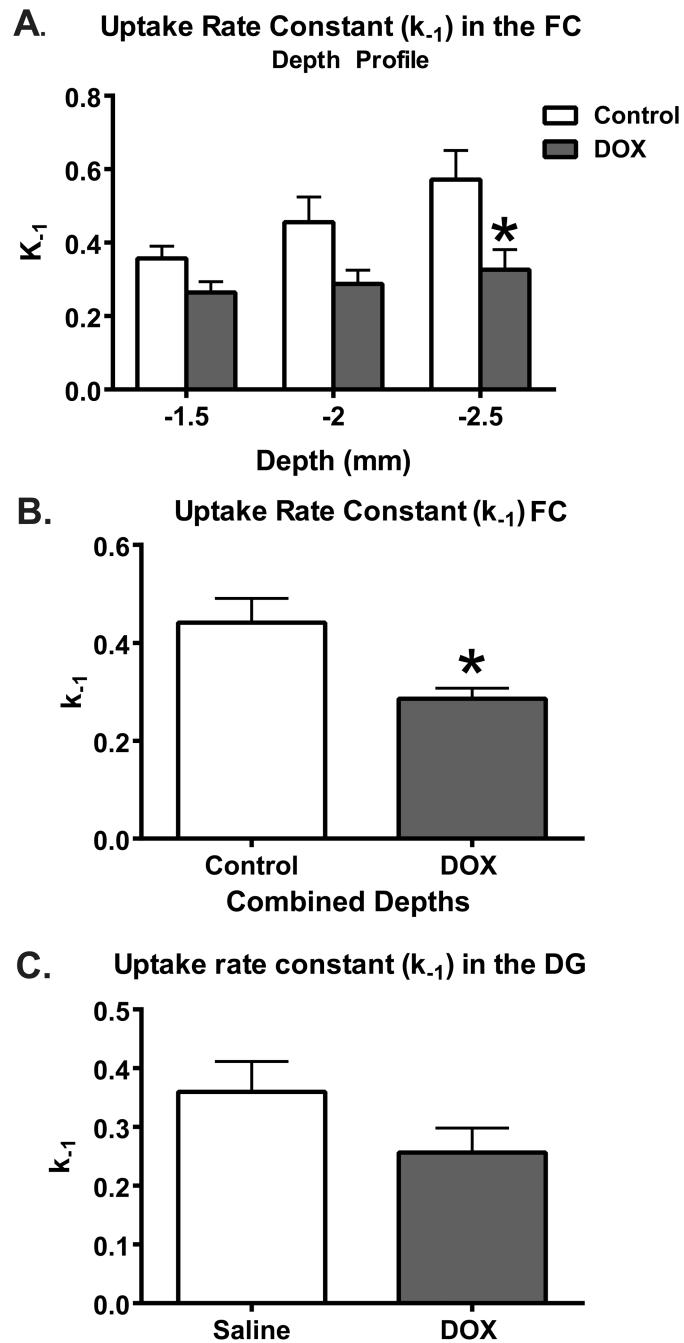 A. Uptake Rate Constant (k-1) in the FC
Depth Profile
Control
DOX
0.8
0.6
0.4
0.2
0.0
K-1
*
-1.5 -2 -2.5
Depth (mm)
B. Uptake Rate Constant (k-1) FC
0.6
0.4
0.2
0.0
k-1
*
Control DOX
Combined Depths
C. Uptake rate constant (k-1) in the DG
0.5
0.4
0.3
0.2
0.1
0.0
k-1
Saline DOX